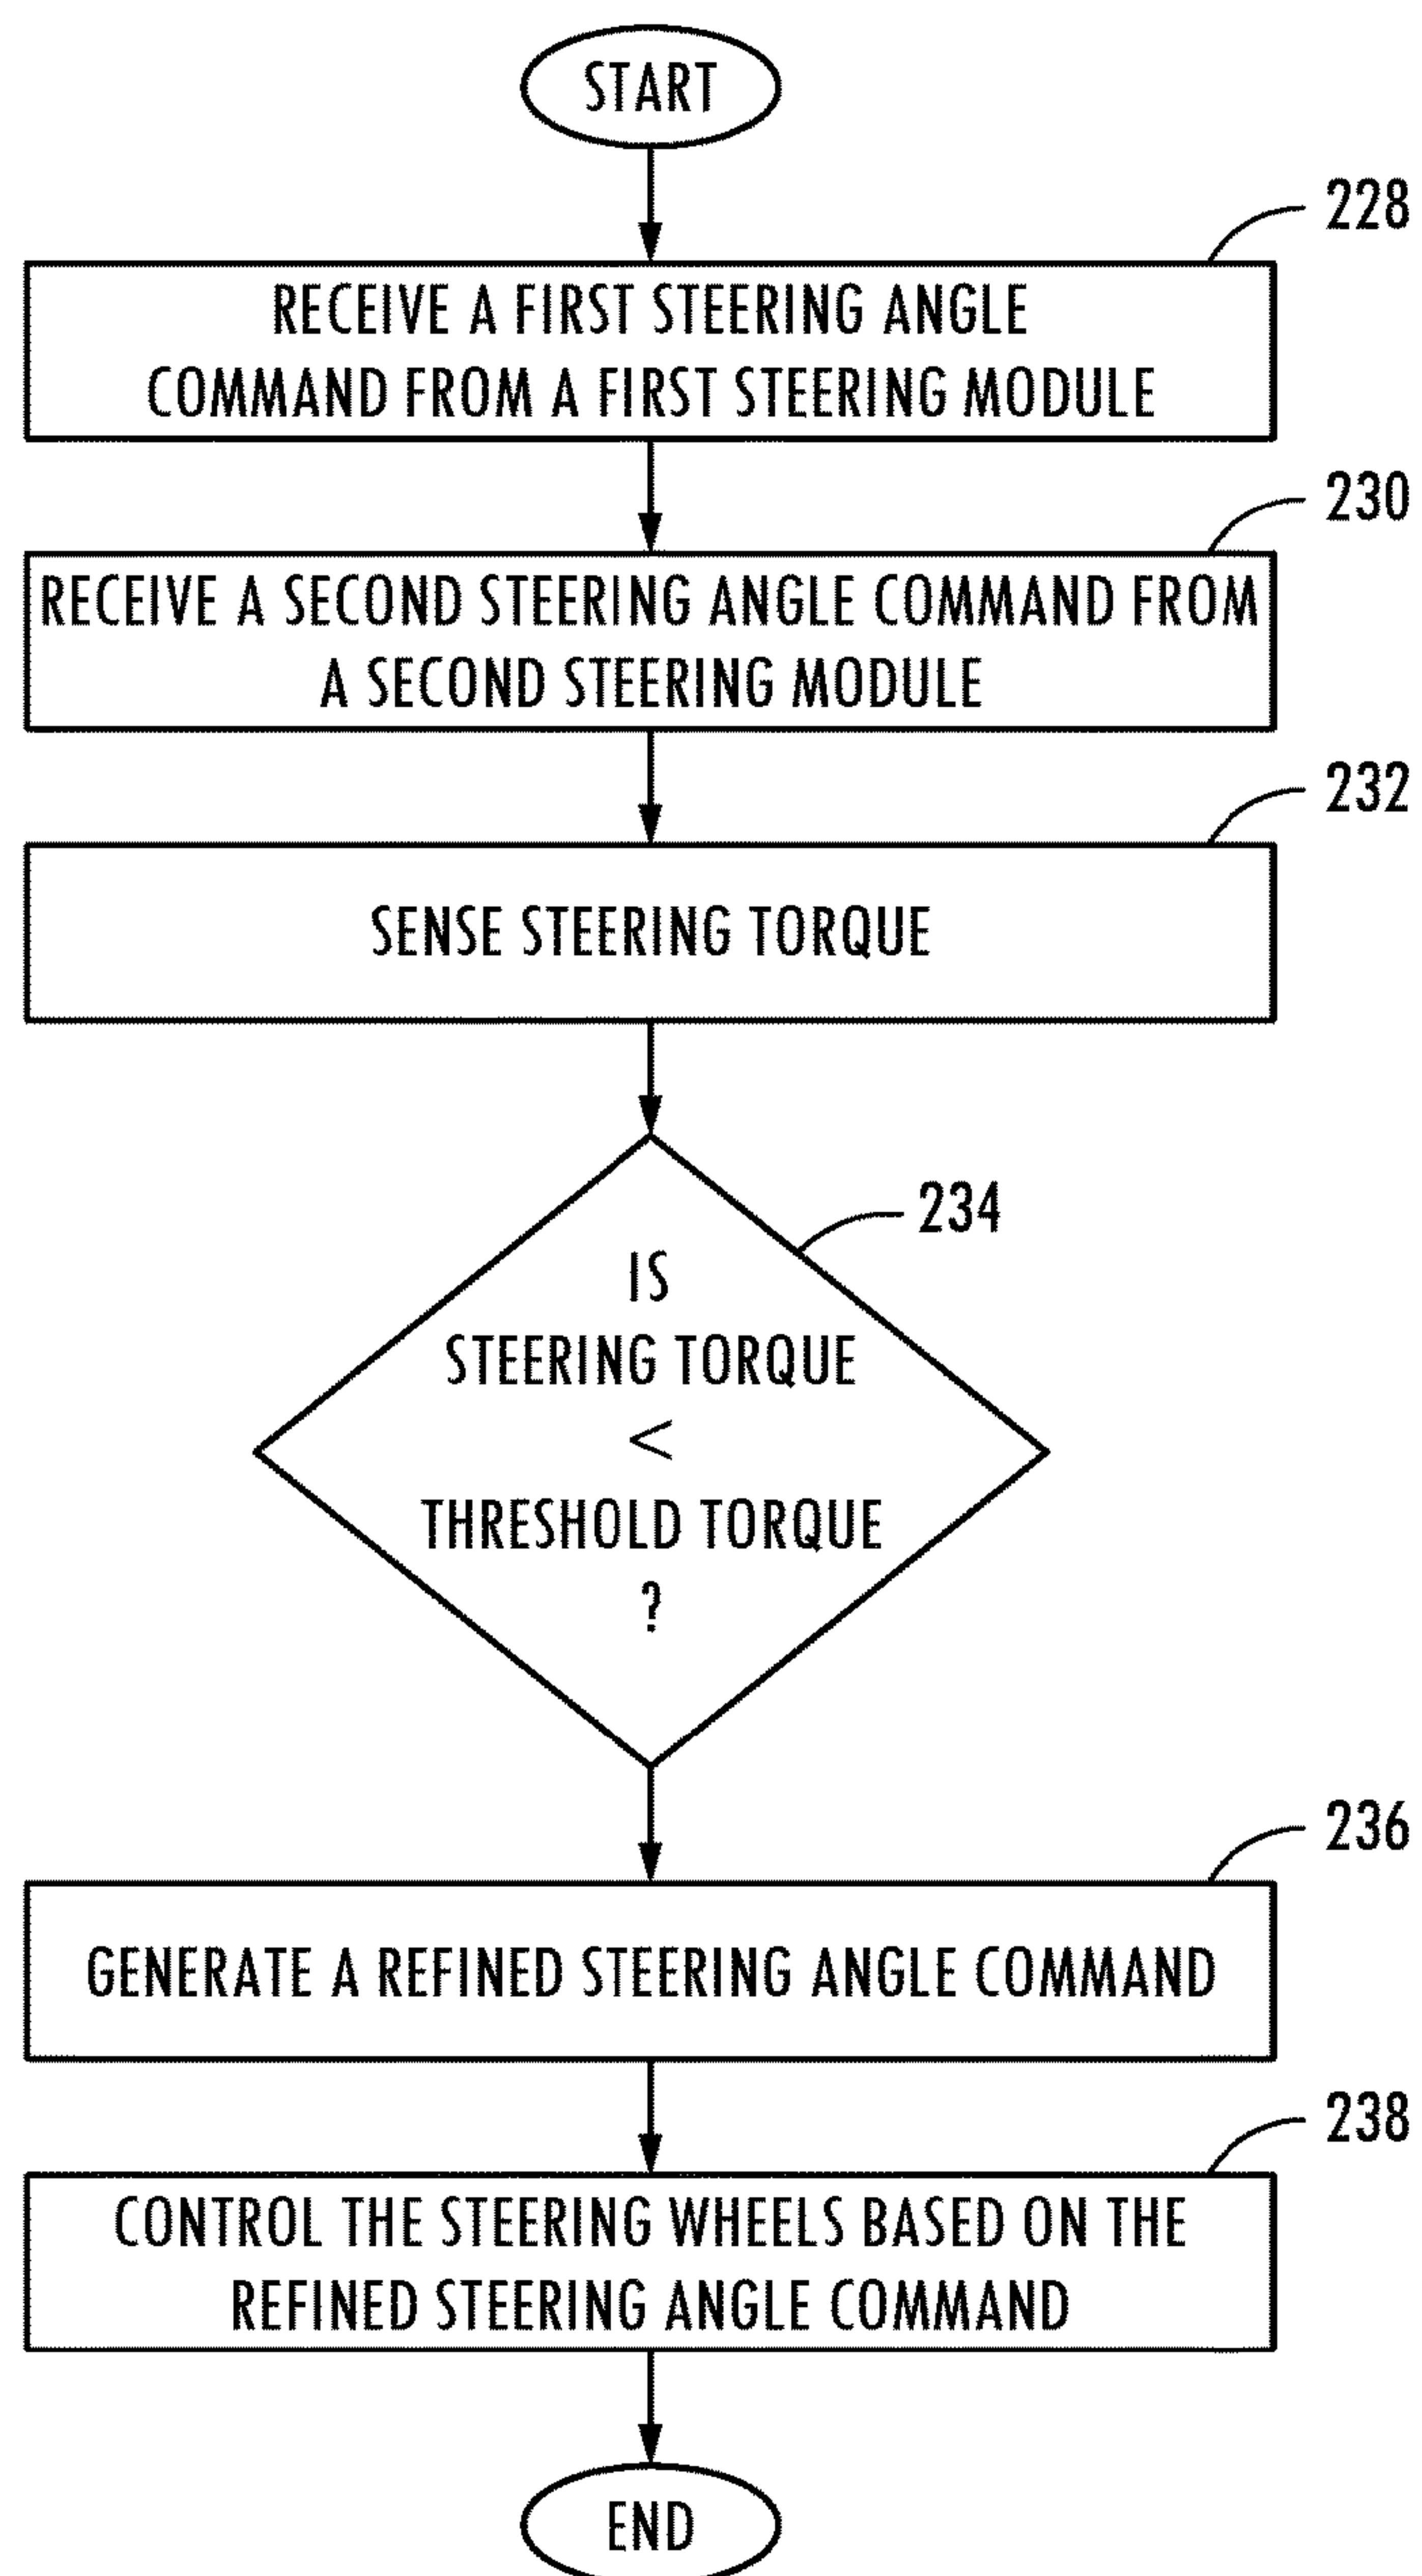 START
228
RECEIVE A FIRST STEERING ANGLE
COMMAND FROM A FIRST STEERING MODULE
230
RECEIVE A SECOND STEERING ANGLE COMMAND FROM
A SECOND STEERING MODULE
232
SENSE STEERING TORQUE
234
IS
STEERING TORQUE
<
THRESHOLD TORQUE
?
236
GENERATE A REFINED STEERING ANGLE COMMAND
238
CONTROL THE STEERING WHEELS BASED ON THE
REFINED STEERING ANGLE COMMAND
END